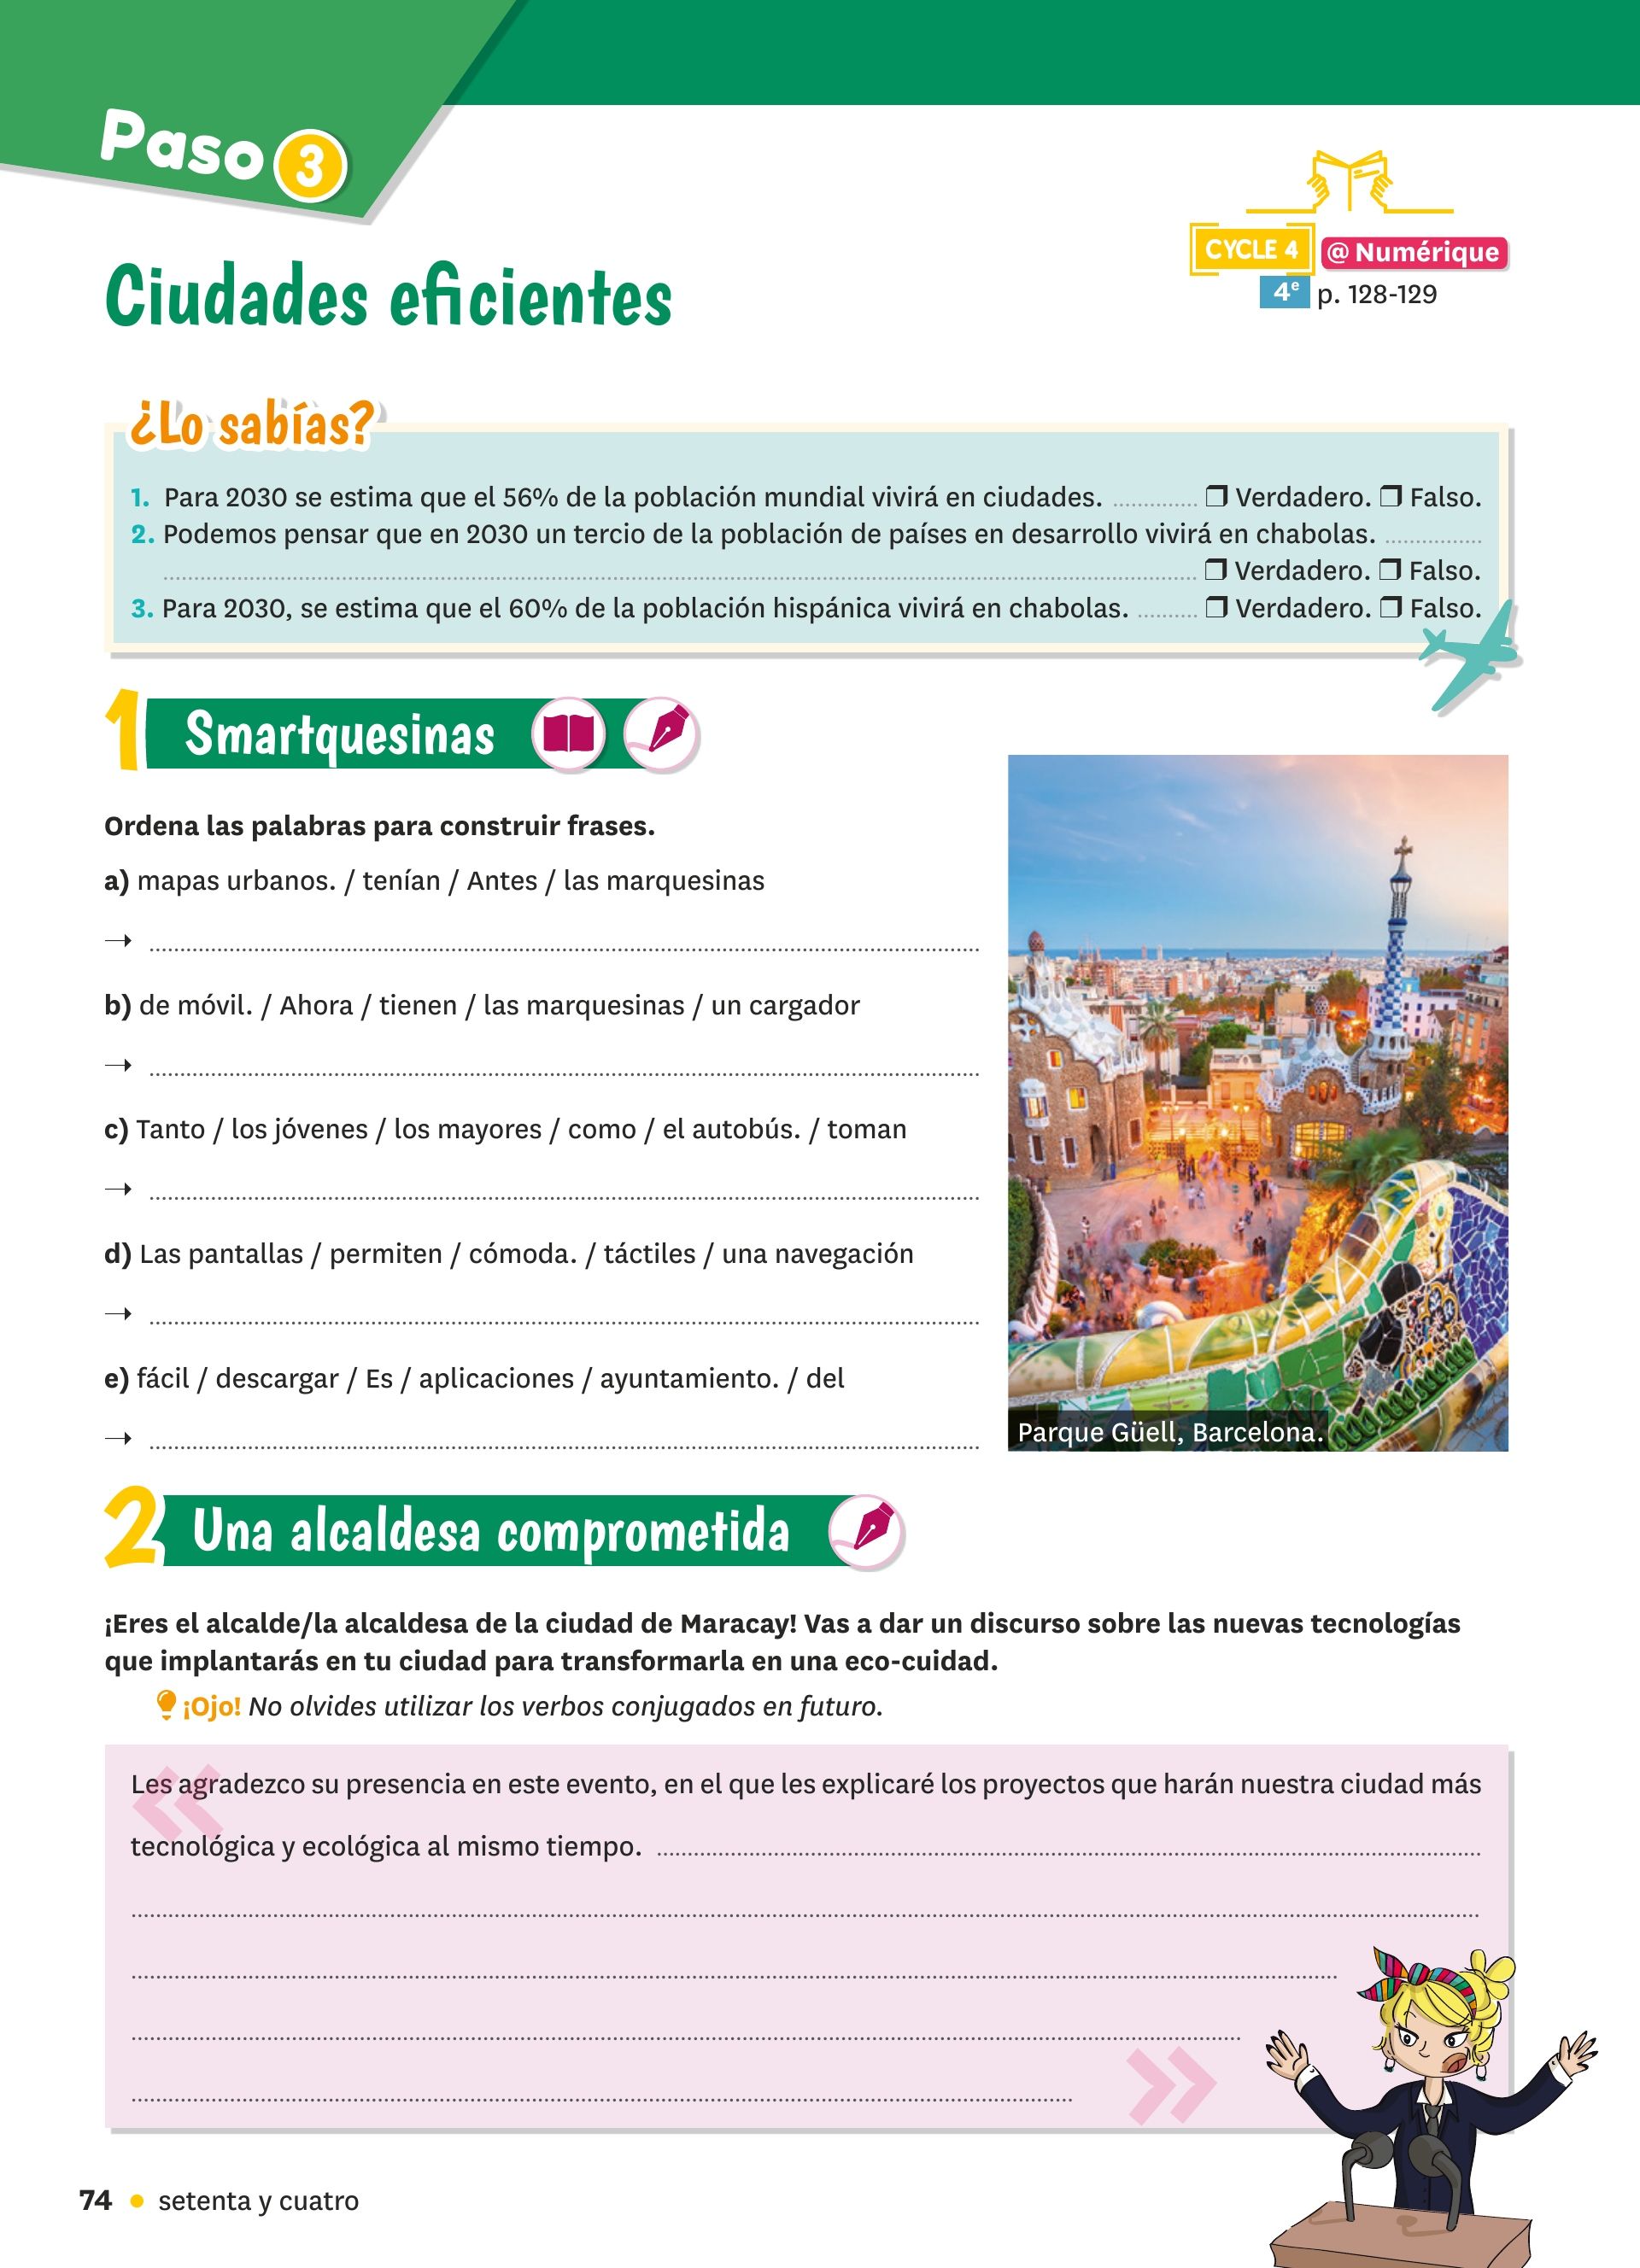 Paso 3
CYCLE 4 @ Numérique
4e p. 128-129
Ciudades eficientes
¿Lo sabías?
1. Para 2030 se estima que el 56% de la población mundial vivirá en ciudades. ............ ❒ Verdadero. ❒ Falso.
2. Podemos pensar que en 2030 un tercio de la población de países en desarrollo vivirá en chabolas. ..............
❒ Verdadero. ❒ Falso.
3. Para 2030, se estima que el 60% de la población hispánica vivirá en chabolas. ......... ❒ Verdadero. ❒ Falso.
1 Smartquesinas
Ordena las palabras para construir frases.
a) mapas urbanos. / tenían / Antes / las marquesinas
→
b) de móvil. / Ahora / tienen / las marquesinas / un cargador
→
c) Tanto / los jóvenes / los mayores / como / el autobús. / toman
→
d) Las pantallas / permiten / cómoda. / táctiles / una navegación
→
e) fácil / descargar / Es / aplicaciones / ayuntamiento. / del
→
Parque Güell, Barcelona.
2 Una alcaldesa comprometida
¡Eres el alcalde/la alcaldesa de la ciudad de Maracay! Vas a dar un discurso sobre las nuevas tecnologías
que implantarás en tu ciudad para transformarla en una eco-cuidad.
¡Ojo! No olvides utilizar los verbos conjugados en futuro.
« Les agradezco su presencia en este evento, en el que les explicaré los proyectos que harán nuestra ciudad más
tecnológica y ecológica al mismo tiempo.
»
74 • setenta y cuatro